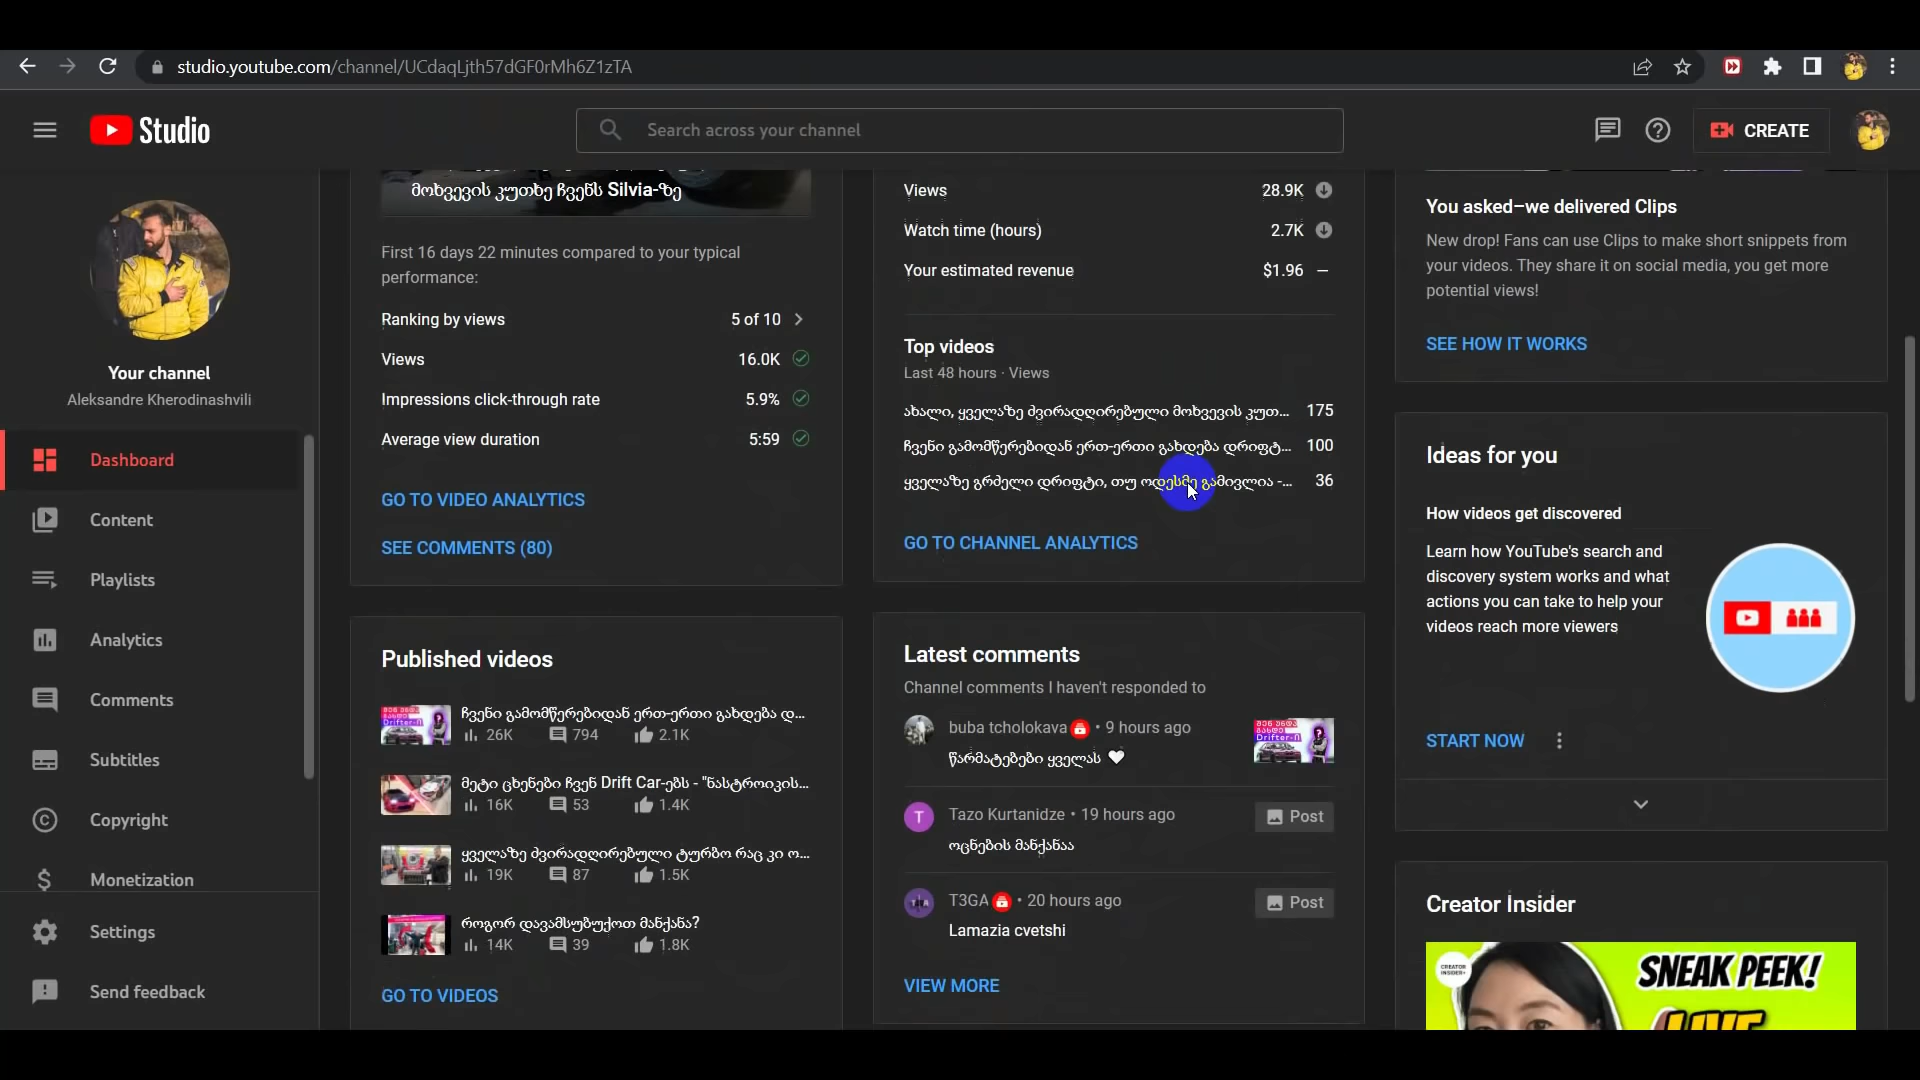 studio.youtube.com/channel/UCdaqLjth57dGF0rMh6Z1zTA
Studio
Search across your channel
CREATE
Your channel
Aleksandre Kherodinashvili
Dashboard
Content
Playlists
Analytics
Comments
Subtitles
Copyright
Monetization
Settings
Send feedback
მოხვევის კუთხე ჩვენს Silvia-ზე
First 16 days 22 minutes compared to your typical
performance:
Ranking by views 5 of 10
Views 16.0K
Impressions click-through rate 5.9%
Average view duration 5:59
GO TO VIDEO ANALYTICS
SEE COMMENTS (80)
Published videos
ჩვენი გამომწერებიდან ერთ-ერთი გახდება დ...
26K 794 2.1K
მეტი ცხენები ჩვენ Drift Car-ებს - "ნასტროიკის...
16K 53 1.4K
ყველაზე ძვირადღირებული ტურბო რაც კი ო...
19K 87 1.5K
როგორ დავამსუბუქოთ მანქანა?
14K 39 1.8K
GO TO VIDEOS
Views 28.9K
Watch time (hours) 2.7K
Your estimated revenue $1.96 —
Top videos
Last 48 hours · Views
ახალი, ყველაზე ძვირადღირებული მოხვევის კუთ... 175
ჩვენი გამომწერებიდან ერთ-ერთი გახდება დრიფტ... 100
ყველაზე გრძელი დრიფტი, თუ ოდესმე გამივლია -... 36
GO TO CHANNEL ANALYTICS
Latest comments
Channel comments I haven't responded to
buba tcholokava • 9 hours ago
წარმატებები ყველას 🤍
Tazo Kurtanidze • 19 hours ago
Post
T
ოცნების მანქანაა
T3GA • 20 hours ago
Post
Lamazia cvetshi
VIEW MORE
You asked–we delivered Clips
New drop! Fans can use Clips to make short snippets from
your videos. They share it on social media, you get more
potential views!
SEE HOW IT WORKS
Ideas for you
How videos get discovered
Learn how YouTube's search and
discovery system works and what
actions you can take to help your
videos reach more viewers
START NOW
Creator Insider
CREATOR
INSIDER
SNEAK PEEK!
LIVE